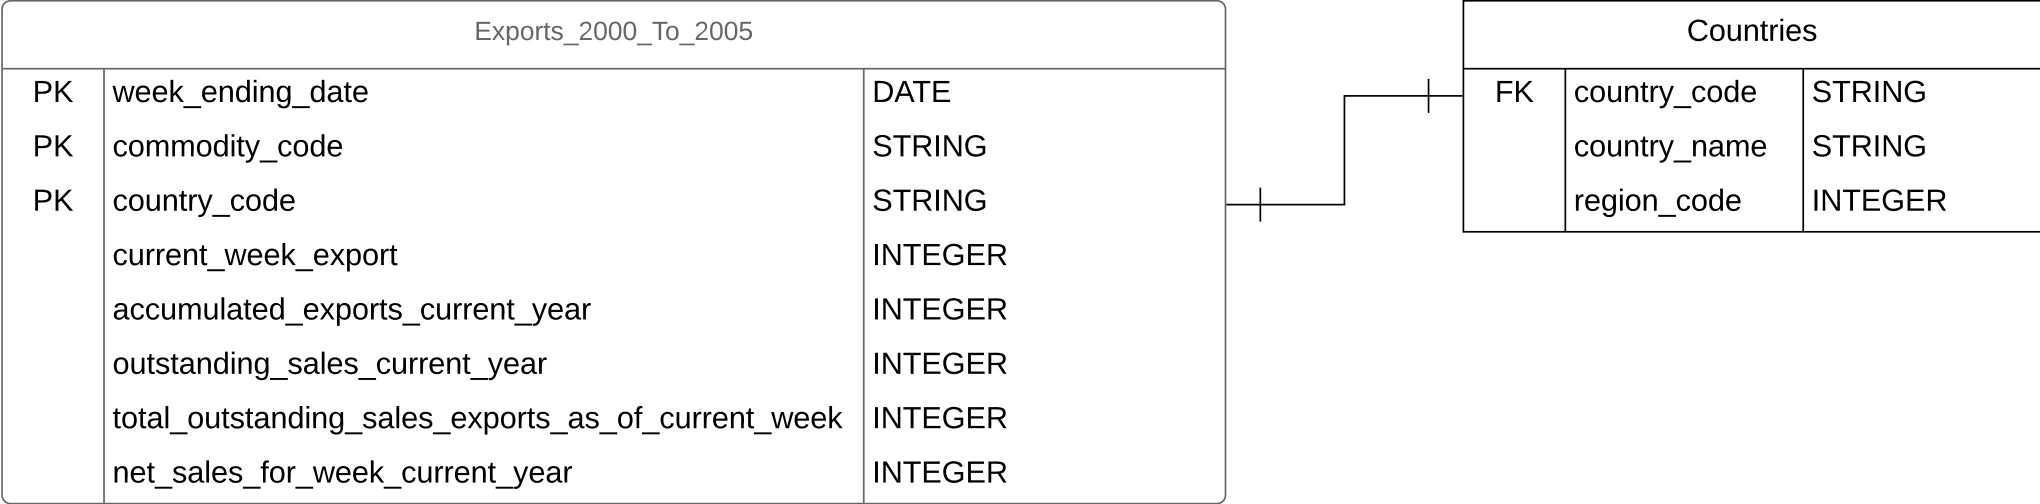 Exports_2000_To_2005
PK week_ending_date DATE
PK commodity_code STRING
PK country_code STRING
current_week_export INTEGER
accumulated_exports_current_year INTEGER
outstanding_sales_current_year INTEGER
total_outstanding_sales_exports_as_of_current_week INTEGER
net_sales_for_week_current_year INTEGER
Countries
FK country_code STRING
country_name STRING
region_code INTEGER